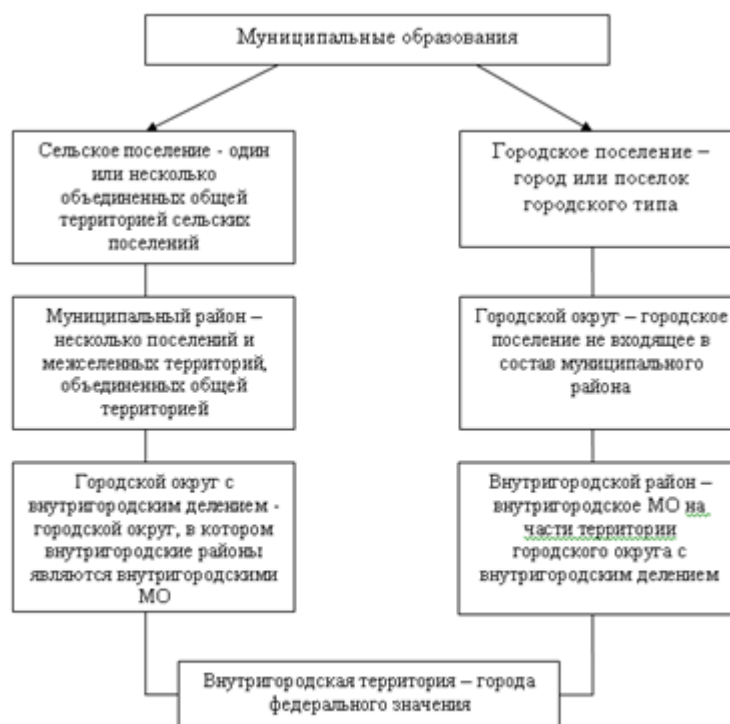 Муниципальные образования
Сельское поселение - один
или несколько
объединенных общей
территорией сельских
поселений
Городское поселение –
город или поселок
городского типа
Муниципальный район –
несколько поселений и
межселенных территорий,
объединенных общей
территорией
Городской округ – городское
поселение не входящее в
состав муниципального
района
Городской округ с
внутригородским делением -
городской округ, в котором
внутригородские районы
являются внутригородскими
МО
Внутригородской район –
внутригородское МО на
части территории
городского округа с
внутригородским делением
Внутригородская территория – города
федерального значения